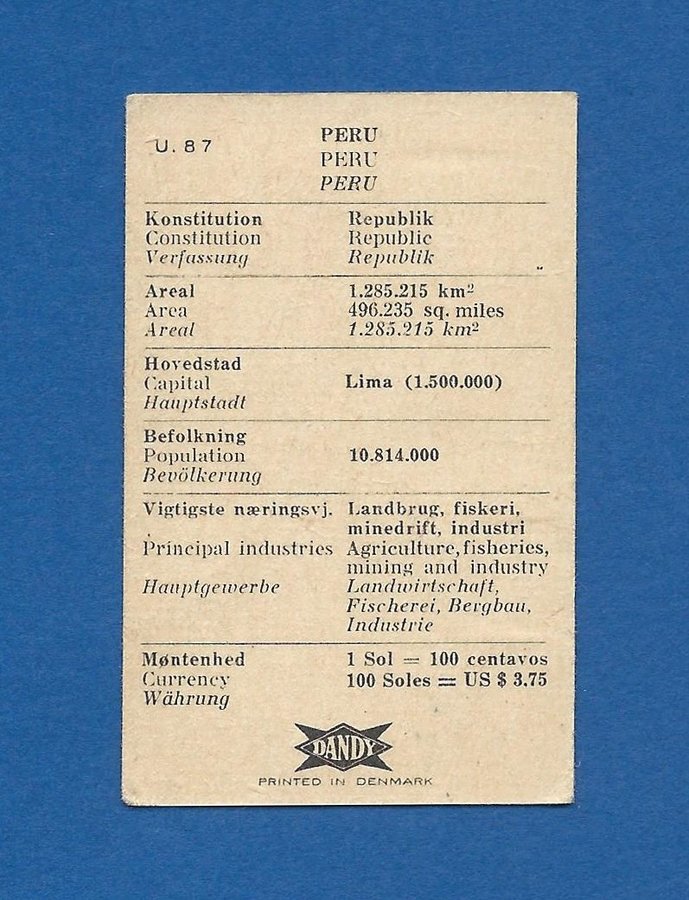 U. 87
PERU
PERU
PERU
Konstitution Republik
Constitution Republic
Verfassung Republik
Areal 1.285.215 km²
Area 496.235 sq. miles
Areal 1.285.215 km²
Hovedstad
Capital Lima (1.500.000)
Hauptstadt
Befolkning
Population 10.814.000
Bevölkerung
Vigtigste næringsvj. Landbrug, fiskeri,
minedrift, industri
Principal industries Agriculture, fisheries,
mining and industry
Hauptgewerbe Landwirtschaft,
Fischerei, Bergbau,
Industrie
Møntenhed 1 Sol = 100 centavos
Currency 100 Soles = US $ 3.75
Währung
DANDY
PRINTED IN DENMARK